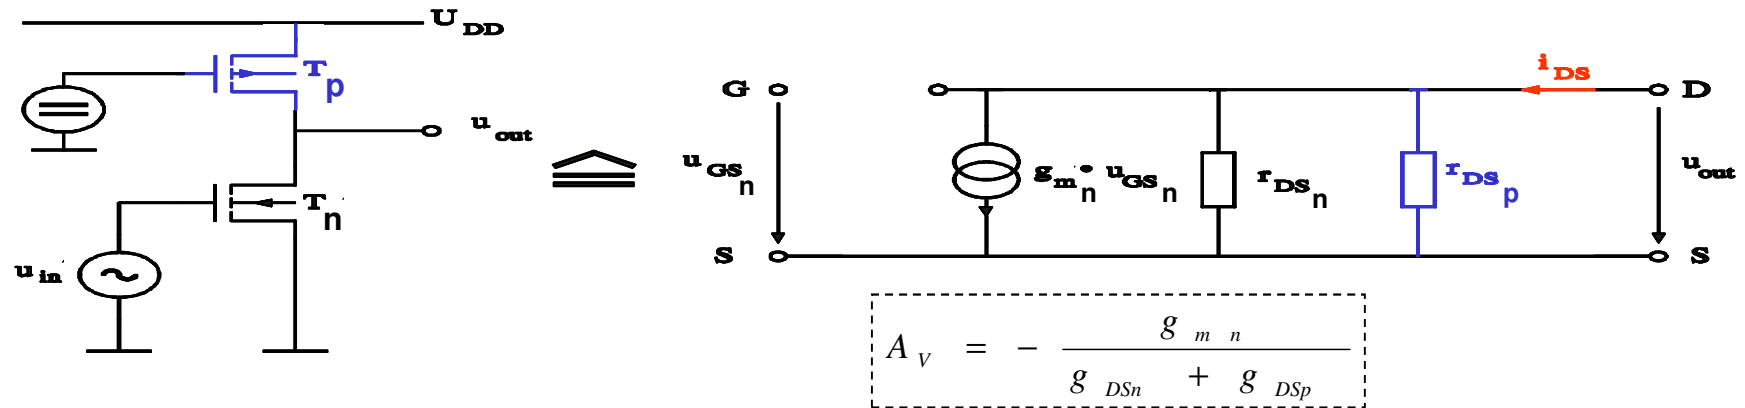 U DD
T p
u out
T n
u in
G
u GS n
S
g m n • u GS n
r DS n
r DS p
i DS
D
u out
S
A V = - g m n / g DSn + g DSp